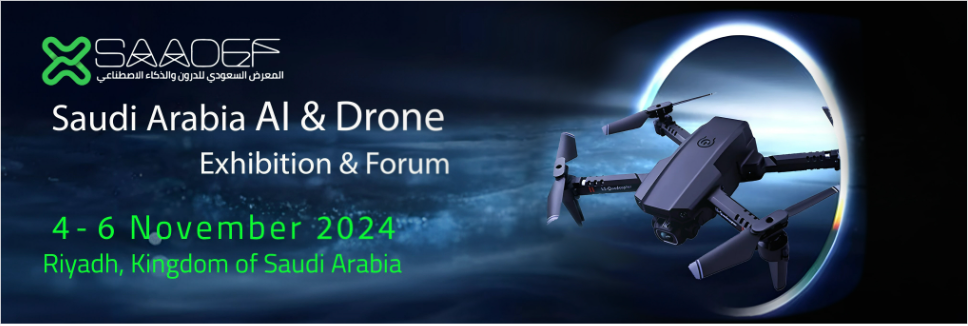 SAADEF
المعرض السعودي للدرون والذكاء الاصطناعي
Saudi Arabia AI & Drone
Exhibition & Forum
4 - 6 November 2024
Riyadh, Kingdom of Saudi Arabia